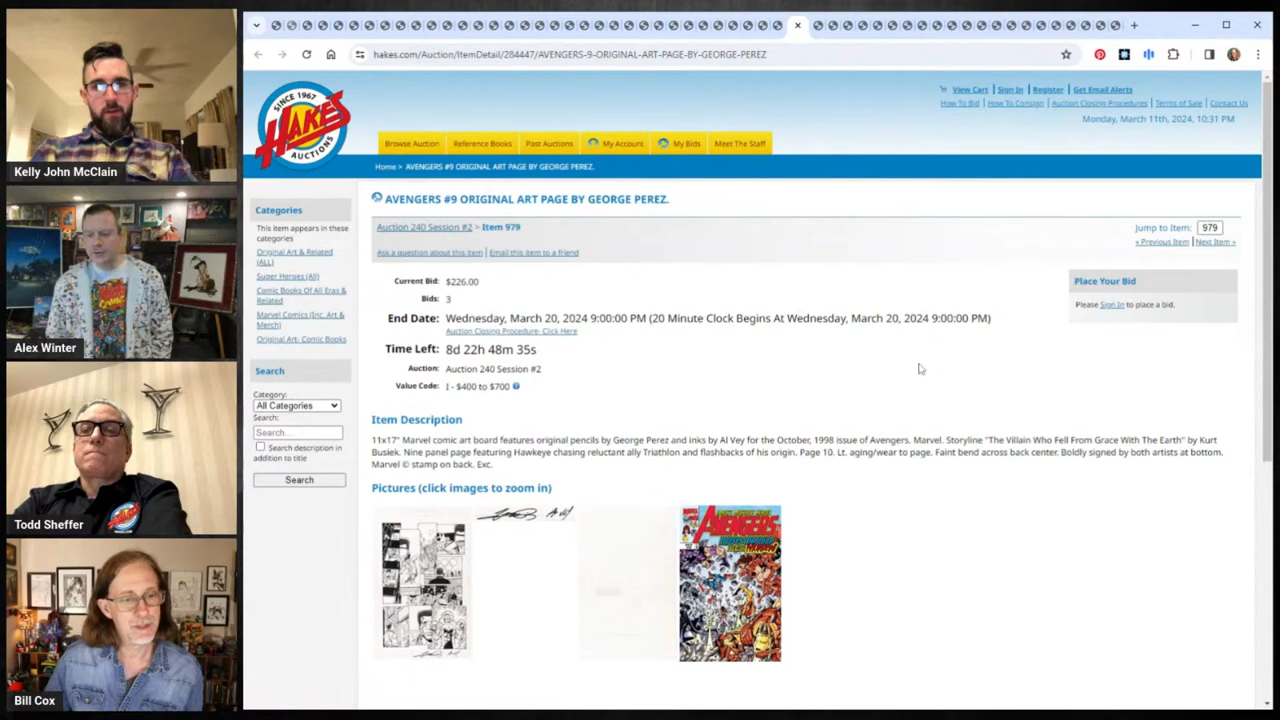 Kelly John McClain
Alex Winter
Todd Sheffer
Bill Cox
hakes.com/Auction/ItemDetail/284447/AVENGERS-9-ORIGINAL-ART-PAGE-BY-GEORGE-PEREZ
SINCE 1967
HAKE'S
AUCTIONS
View Cart | Sign In | Register | Get Email Alerts
How To Bid | How To Consign | Auction Closing Procedures | Terms of Sale | Contact Us
Monday, March 11th, 2024, 10:31 PM
Browse Auction Reference Books Past Auctions My Account My Bids Meet The Staff
Home > AVENGERS #9 ORIGINAL ART PAGE BY GEORGE PEREZ.
Categories
This item appears in these
categories
Original Art & Related
(ALL)
Super Heroes (All)
Comic Books Of All Eras &
Related
Marvel Comics (Inc. Art &
Merch)
Original Art- Comic Books
Search
Category:
All Categories
Search:
Search...
Search description in
addition to title
Search
AVENGERS #9 ORIGINAL ART PAGE BY GEORGE PEREZ.
Auction 240 Session #2 > Item 979
Jump to Item: 979
« Previous Item | Next Item »
Ask a question about this item | Email this item to a friend
Current Bid: $226.00
Bids: 3
End Date: Wednesday, March 20, 2024 9:00:00 PM (20 Minute Clock Begins At Wednesday, March 20, 2024 9:00:00 PM)
Auction Closing Procedure- Click Here
Time Left: 8d 22h 48m 35s
Auction: Auction 240 Session #2
Value Code: I - $400 to $700
Place Your Bid
Please Sign In to place a bid.
Item Description
11x17" Marvel comic art board features original pencils by George Perez and inks by Al Vey for the October, 1998 issue of Avengers. Marvel. Storyline "The Villain Who Fell From Grace With The Earth" by Kurt
Busiek. Nine panel page featuring Hawkeye chasing reluctant ally Triathlon and flashbacks of his origin. Page 10. Lt. aging/wear to page. Faint bend across back center. Boldly signed by both artists at bottom.
Marvel © stamp on back. Exc.
Pictures (click images to zoom in)
AVENGERS